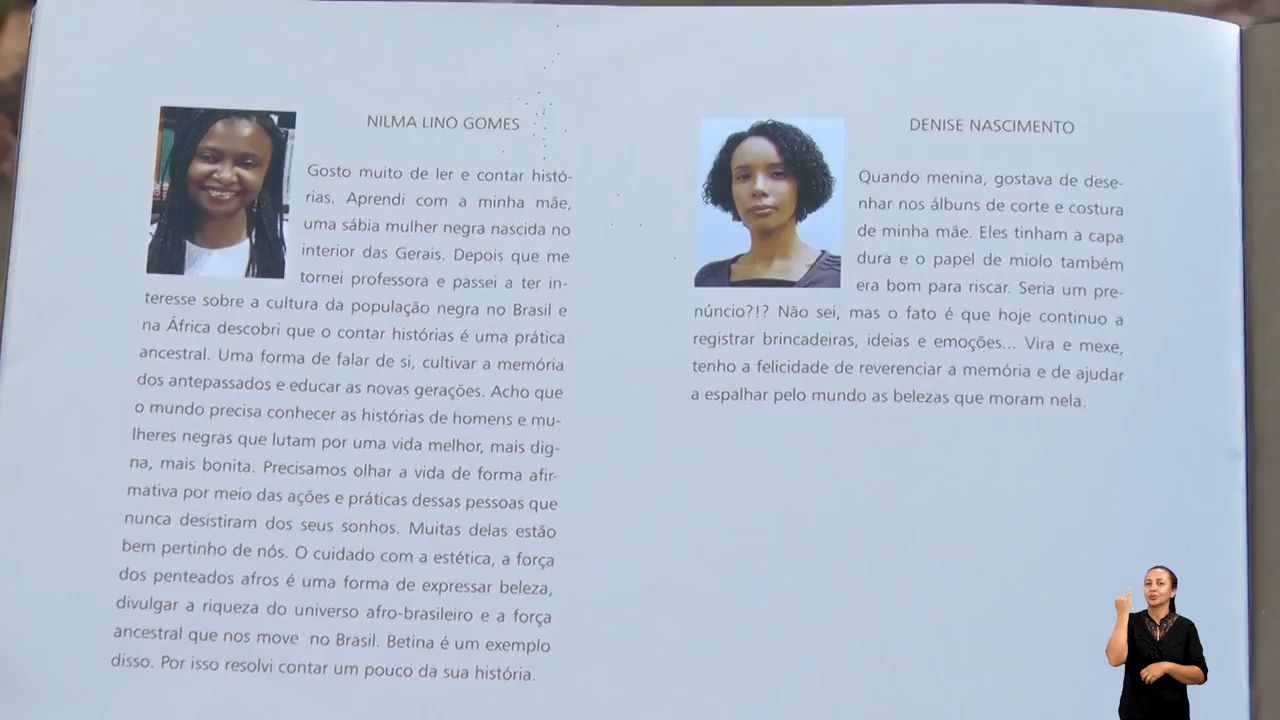 NILMA LINO GOMES
Gosto muito de ler e contar histó-
rias. Aprendi com a minha mãe,
uma sábia mulher negra nascida no
interior das Gerais. Depois que me
tornei professora e passei a ter in-
teresse sobre a cultura da população negra no Brasil e
na África descobri que o contar histórias é uma prática
ancestral. Uma forma de falar de si, cultivar a memória
dos antepassados e educar as novas gerações. Acho que
o mundo precisa conhecer as histórias de homens e mu-
lheres negras que lutam por uma vida melhor, mais dig-
na, mais bonita. Precisamos olhar a vida de forma afir-
mativa por meio das ações e práticas dessas pessoas que
nunca desistiram dos seus sonhos. Muitas delas estão
bem pertinho de nós. O cuidado com a estética, a força
dos penteados afros é uma forma de expressar beleza,
divulgar a riqueza do universo afro-brasileiro e a força
ancestral que nos move no Brasil. Betina é um exemplo
disso. Por isso resolvi contar um pouco da sua história.
DENISE NASCIMENTO
Quando menina, gostava de dese-
nhar nos álbuns de corte e costura
de minha mãe. Eles tinham a capa
dura e o papel de miolo também
era bom para riscar. Seria um pre-
núncio?!? Não sei, mas o fato é que hoje continuo a
registrar brincadeiras, ideias e emoções... Vira e mexe,
tenho a felicidade de reverenciar a memória e de ajudar
a espalhar pelo mundo as belezas que moram nela.